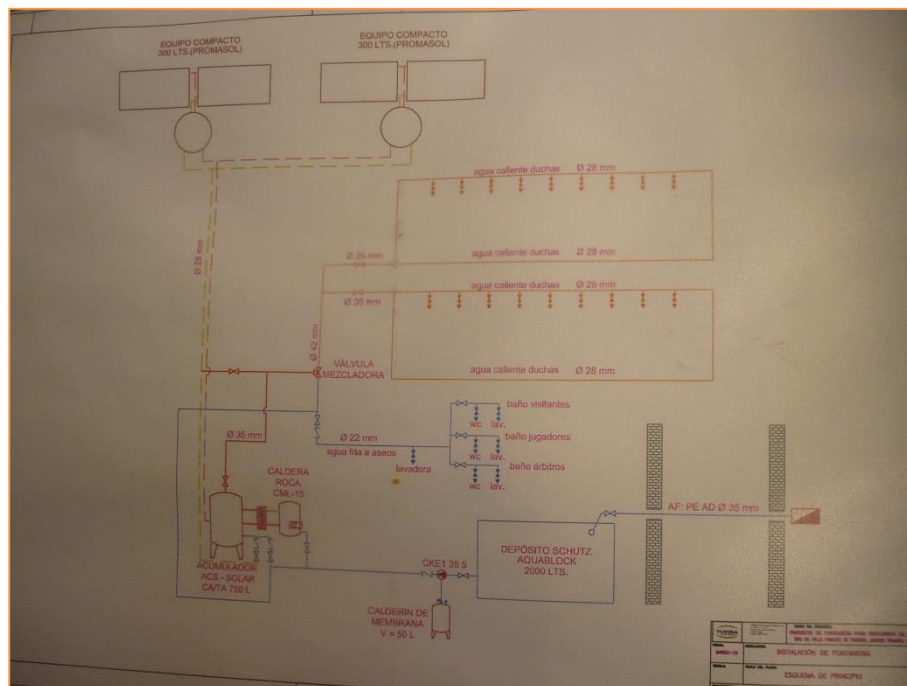 EQUIPO COMPACTO
300 LTS.(PROMASOL)
EQUIPO COMPACTO
300 LTS.(PROMASOL)
agua caliente duchas Ø 28 mm
Ø 28 mm
Ø 35 mm
agua caliente duchas Ø 28 mm
agua caliente duchas Ø 28 mm
Ø 35 mm
Ø 42 mm
VÁLVULA
MEZCLADORA
agua caliente duchas Ø 28 mm
baño visitantes
wc lav.
Ø 35 mm
Ø 22 mm
agua fría a aseos
lavadora
baño jugadores
wc lav.
baño árbitros
wc lav.
CALDERA
ROCA
CML-15
AF: PE AD Ø 35 mm
DEPÓSITO SCHUTZ
AQUABLOCK
2000 LTS.
ACUMULADOR
ACS - SOLAR
CA/TA 750 L
CKE1 35 S
CALDERIN DE
MEMBRANA
V = 50 L
INSTALACIÓN DE FONTANERIA
ESQUEMA DE PRINCIPIO